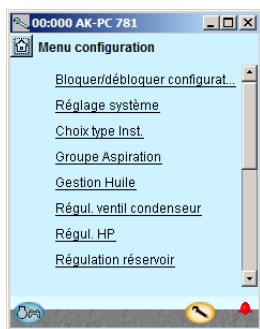 00:000 AK-PC 781
Menu configuration
Bloquer/débloquer configurat...
Réglage système
Choix type Inst.
Groupe Aspiration
Gestion Huile
Régul. ventil condenseur
Régul. HP
Régulation réservoir